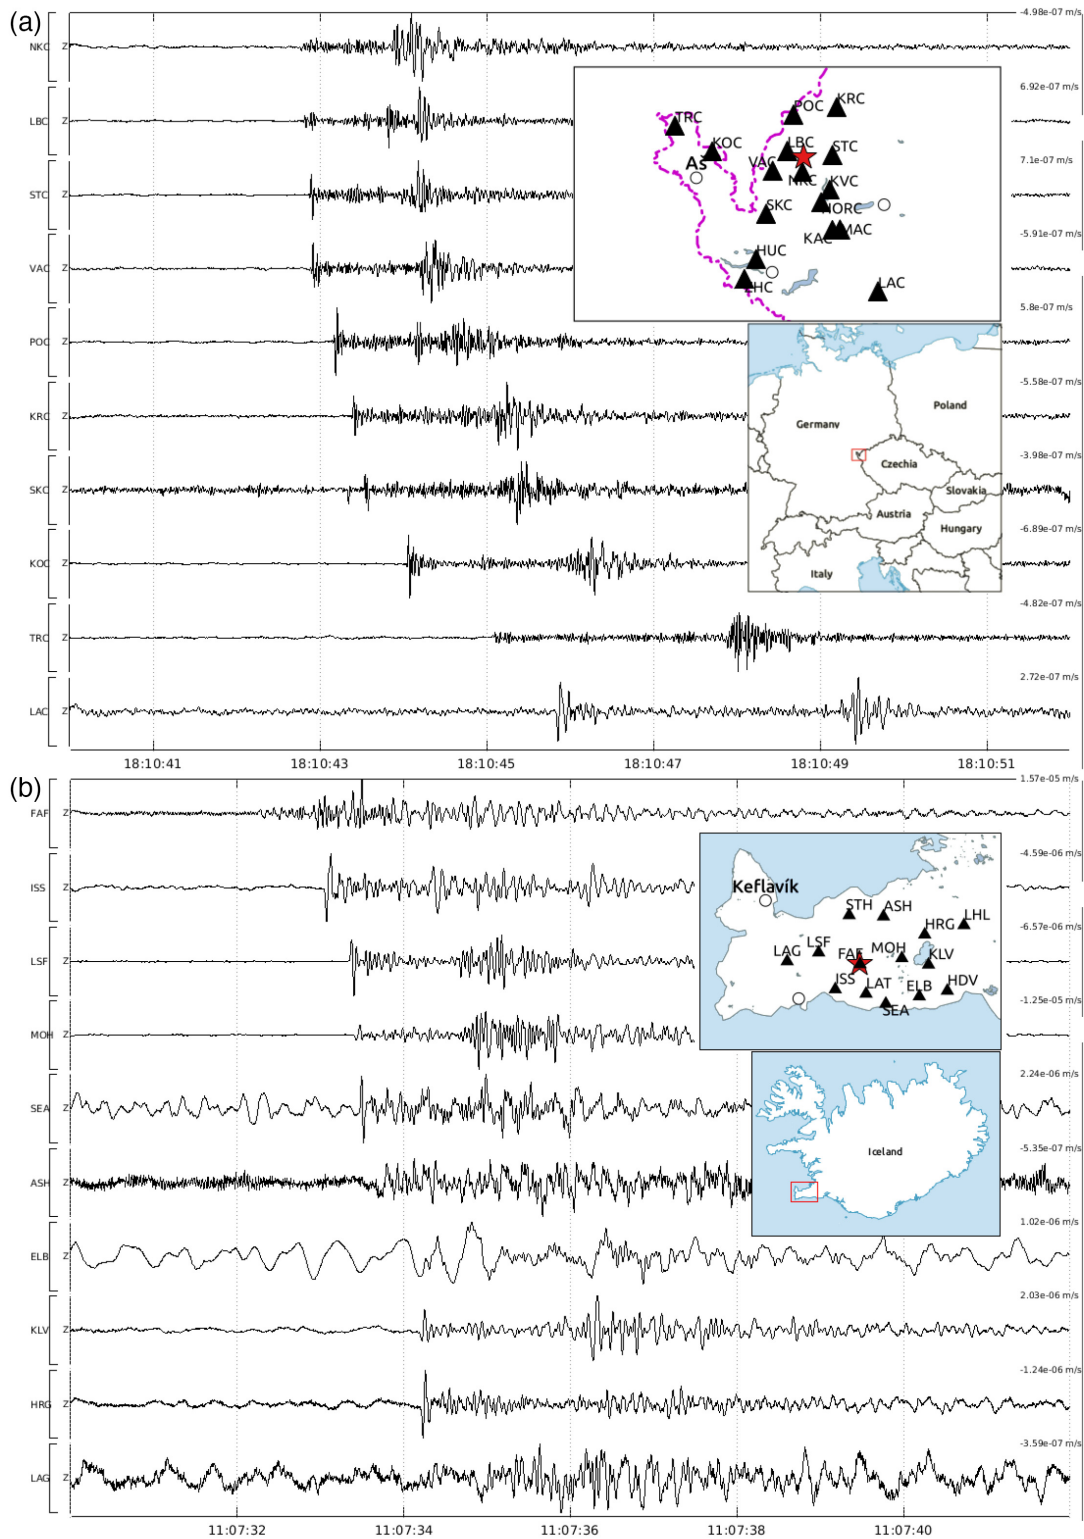 (a)
-4.98e-07 m/s
NKC Z
6.92e-07 m/s
LBC Z
7.1e-07 m/s
STC Z
-5.91e-07 m/s
VAC Z
5.8e-07 m/s
POC Z
-5.58e-07 m/s
KRC Z
-3.98e-07 m/s
SKC Z
-6.89e-07 m/s
KOC Z
-4.82e-07 m/s
TRC Z
2.72e-07 m/s
LAC Z
18:10:41 18:10:43 18:10:45 18:10:47 18:10:49 18:10:51
TRC
POC
KRC
KOC
LBC
STC
Aš
VAC
NKC
KVC
SKC
HORC
KAC
MAC
HUC
ZHC
LAC
Poland
Germany
Czechia
Slovakia
Austria
Hungary
Italy
(b)
1.57e-05 m/s
FAF Z
-4.59e-06 m/s
ISS Z
-6.57e-07 m/s
LSF Z
-1.25e-05 m/s
MOH Z
2.24e-06 m/s
SEA Z
-5.35e-07 m/s
ASH Z
1.02e-06 m/s
ELB Z
2.03e-06 m/s
KLV Z
-1.24e-06 m/s
HRG Z
-3.59e-07 m/s
LAG Z
11:07:32 11:07:34 11:07:36 11:07:38 11:07:40
Keflavík
STH
ASH
HRG
LHL
LAG
LSF
FAF
MOH
KLV
ISS
LAT
ELB
HDV
SEA
Iceland